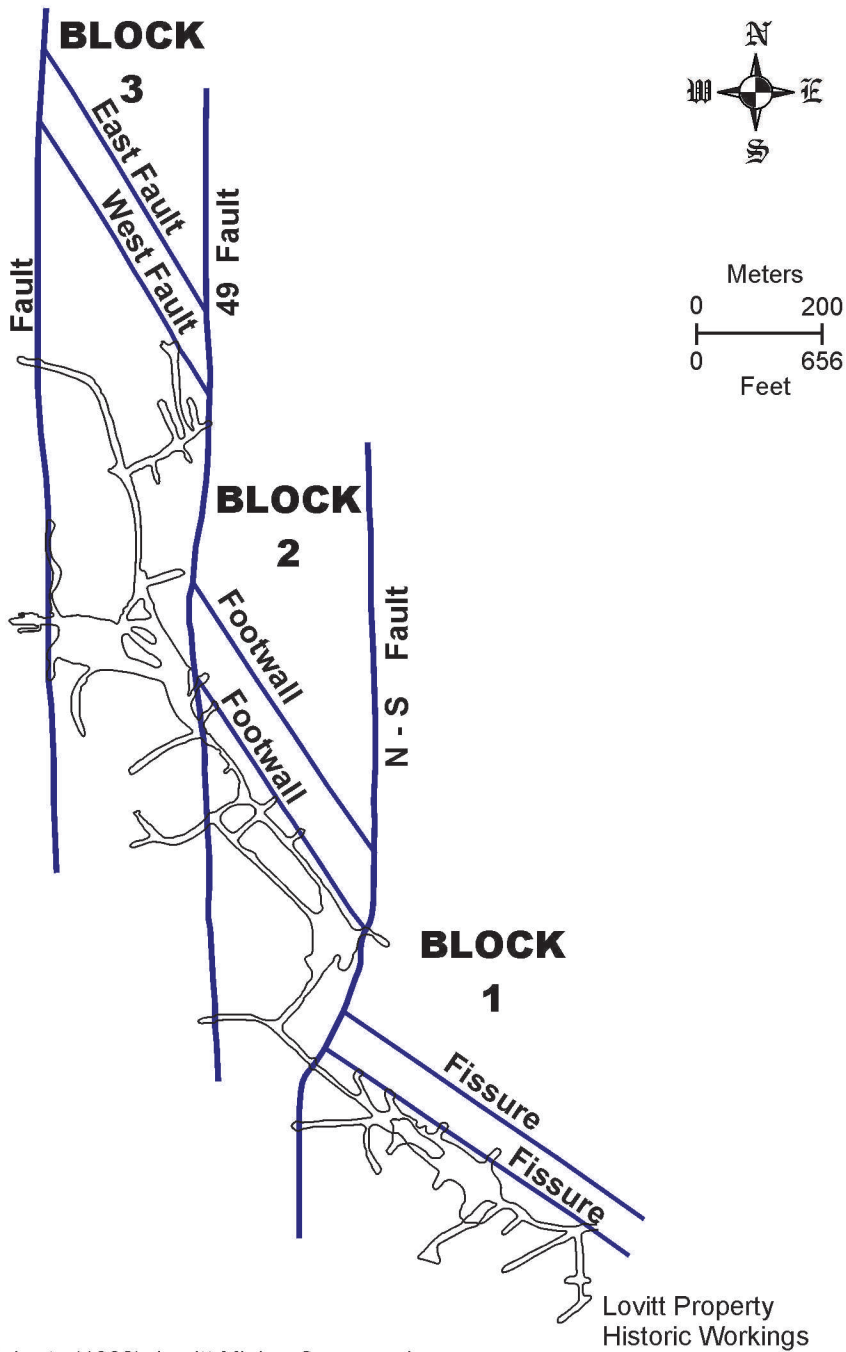 BLOCK
3
N
W E
S
East Fault
West Fault
49 Fault
Fault
Meters
0 200
0 656
Feet
BLOCK
2
Footwall
Footwall
N - S Fault
BLOCK
1
Fissure
Fissure
Lovitt Property
Historic Workings